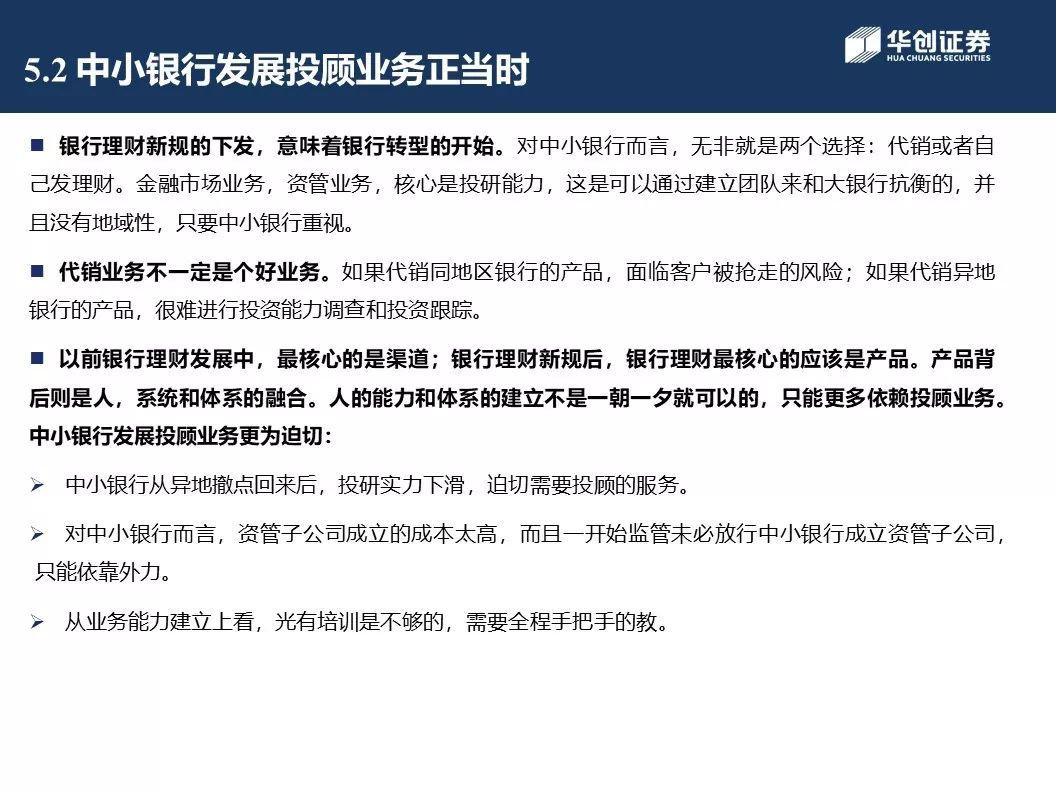 5.2 中小银行发展投顾业务正当时
华创证券
HUA CHUANG SECURITIES
■ 银行理财新规的下发，意味着银行转型的开始。对中小银行而言，无非就是两个选择：代销或者自
己发理财。金融市场业务，资管业务，核心是投研能力，这是可以通过建立团队来和大银行抗衡的，并
且没有地域性，只要中小银行重视。
■ 代销业务不一定是个好业务。如果代销同地区银行的产品，面临客户被抢走的风险；如果代销异地
银行的产品，很难进行投资能力调查和投资跟踪。
■ 以前银行理财发展中，最核心的是渠道；银行理财新规后，银行理财最核心的应该是产品。产品背
后则是人，系统和体系的融合。人的能力和体系的建立不是一朝一夕就可以的，只能更多依赖投顾业务。
中小银行发展投顾业务更为迫切：
➢ 中小银行从异地撤点回来后，投研实力下滑，迫切需要投顾的服务。
➢ 对中小银行而言，资管子公司成立的成本太高，而且一开始监管未必放行中小银行成立资管子公司，
只能依靠外力。
➢ 从业务能力建立上看，光有培训是不够的，需要全程手把手的教。